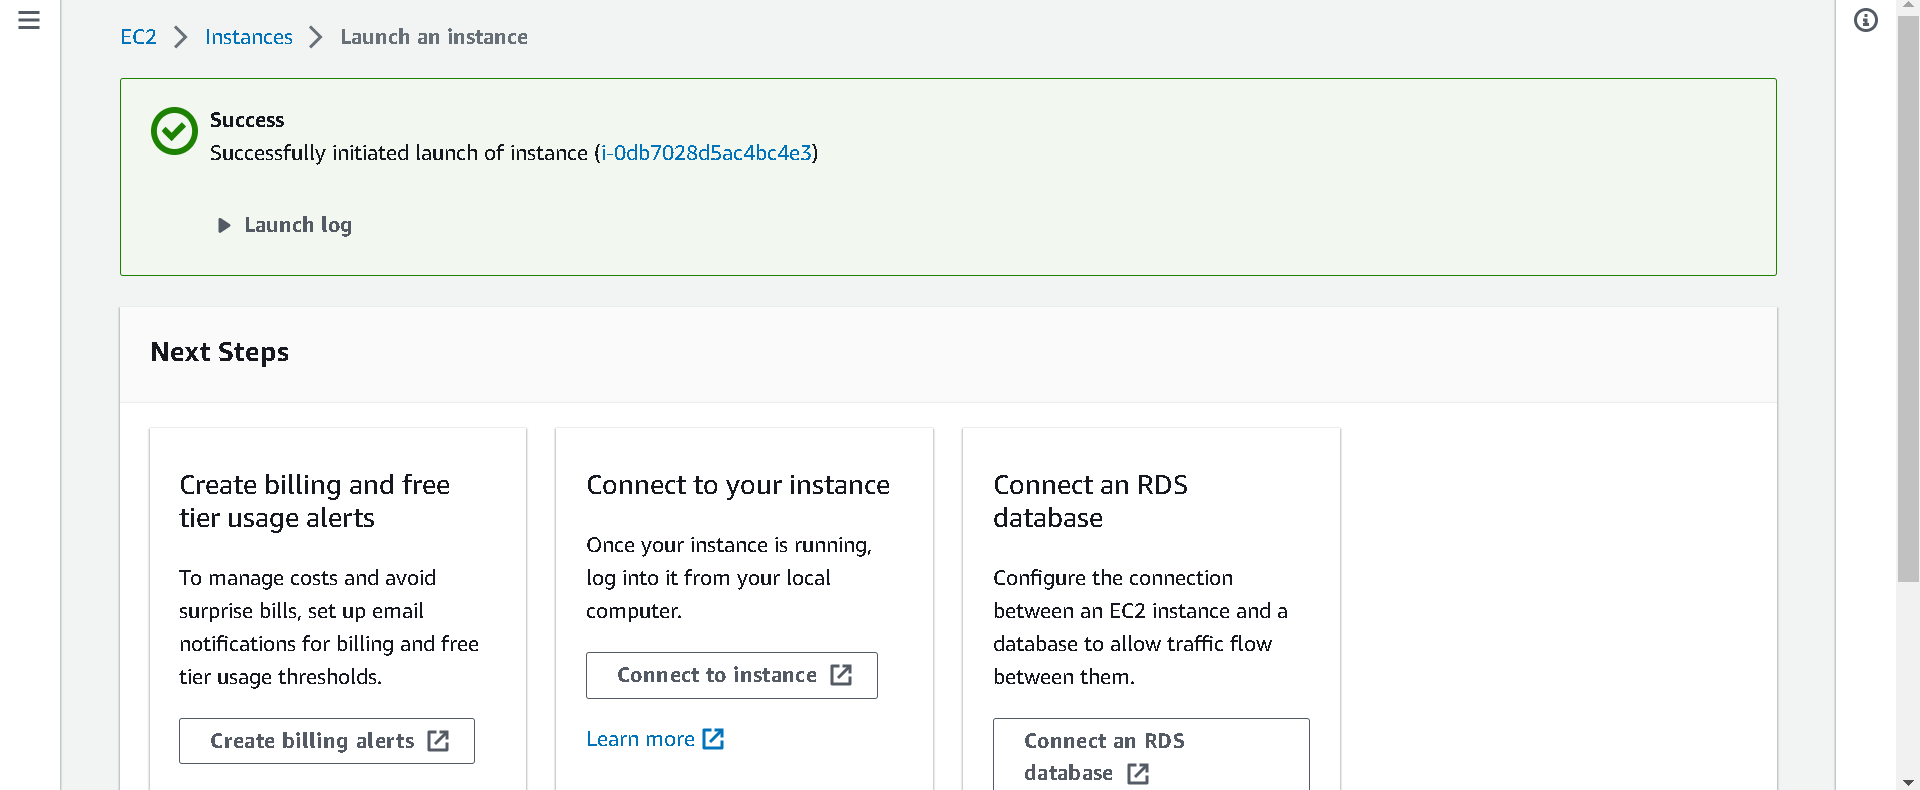 EC2 Instances Launch an instance
Success
Successfully initiated launch of instance (i-0db7028d5ac4bc4e3)
Launch log
Next Steps
Create billing and free
tier usage alerts
To manage costs and avoid
surprise bills, set up email
notifications for billing and free
tier usage thresholds.
Create billing alerts
Connect to your instance
Once your instance is running,
log into it from your local
computer.
Connect to instance
Learn more
Connect an RDS
database
Configure the connection
between an EC2 instance and a
database to allow traffic flow
between them.
Connect an RDS
database